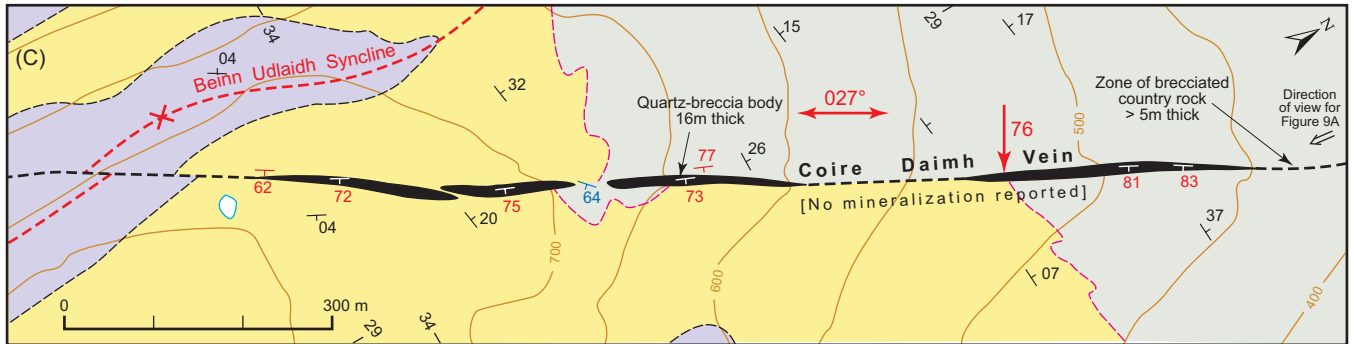 (C)
34
04
Beinn Udlaidh Syncline
32
15
29
17
N
Quartz-breccia body
16m thick
027°
Zone of brecciated
country rock
> 5m thick
Direction
of view for
Figure 9A
76
500
77
26
Coire Daimh Vein
62
72
75
64
73
81
83
[No mineralization reported]
04
20
37
700
600
07
400
0
300 m
29
34